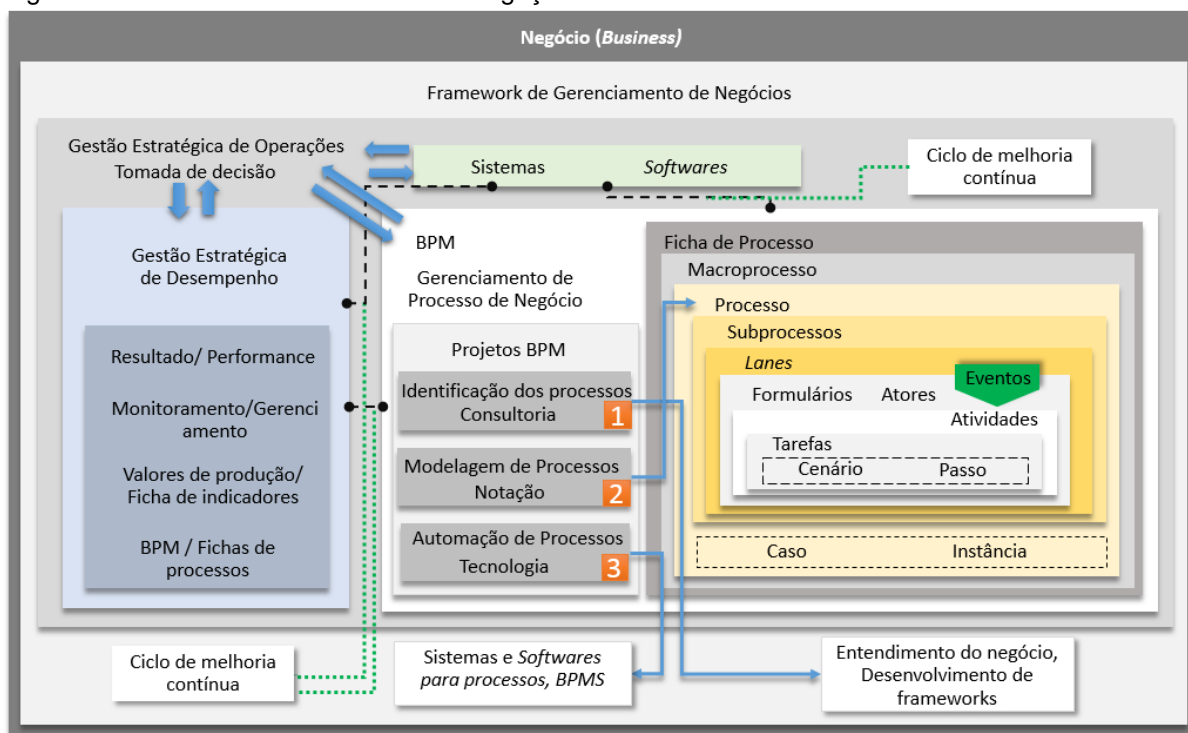 Negócio (Business)
Framework de Gerenciamento de Negócios
Gestão Estratégica de Operações
Tomada de decisão
Sistemas Softwares
Ciclo de melhoria
contínua
Gestão Estratégica
de Desempenho
Resultado/ Performance
Monitoramento/Gerenci
amento
Valores de produção/
Ficha de indicadores
BPM / Fichas de
processos
BPM
Gerenciamento de
Processo de Negócio
Projetos BPM
Identificação dos processos
Consultoria 1
Modelagem de Processos
Notação 2
Automação de Processos
Tecnologia 3
Ficha de Processo
Macroprocesso
Processo
Subprocessos
Lanes
Eventos
Formulários Atores
Atividades
Tarefas
Cenário Passo
Caso Instância
Ciclo de melhoria
contínua
Sistemas e Softwares
para processos, BPMS
Entendimento do negócio,
Desenvolvimento de
frameworks